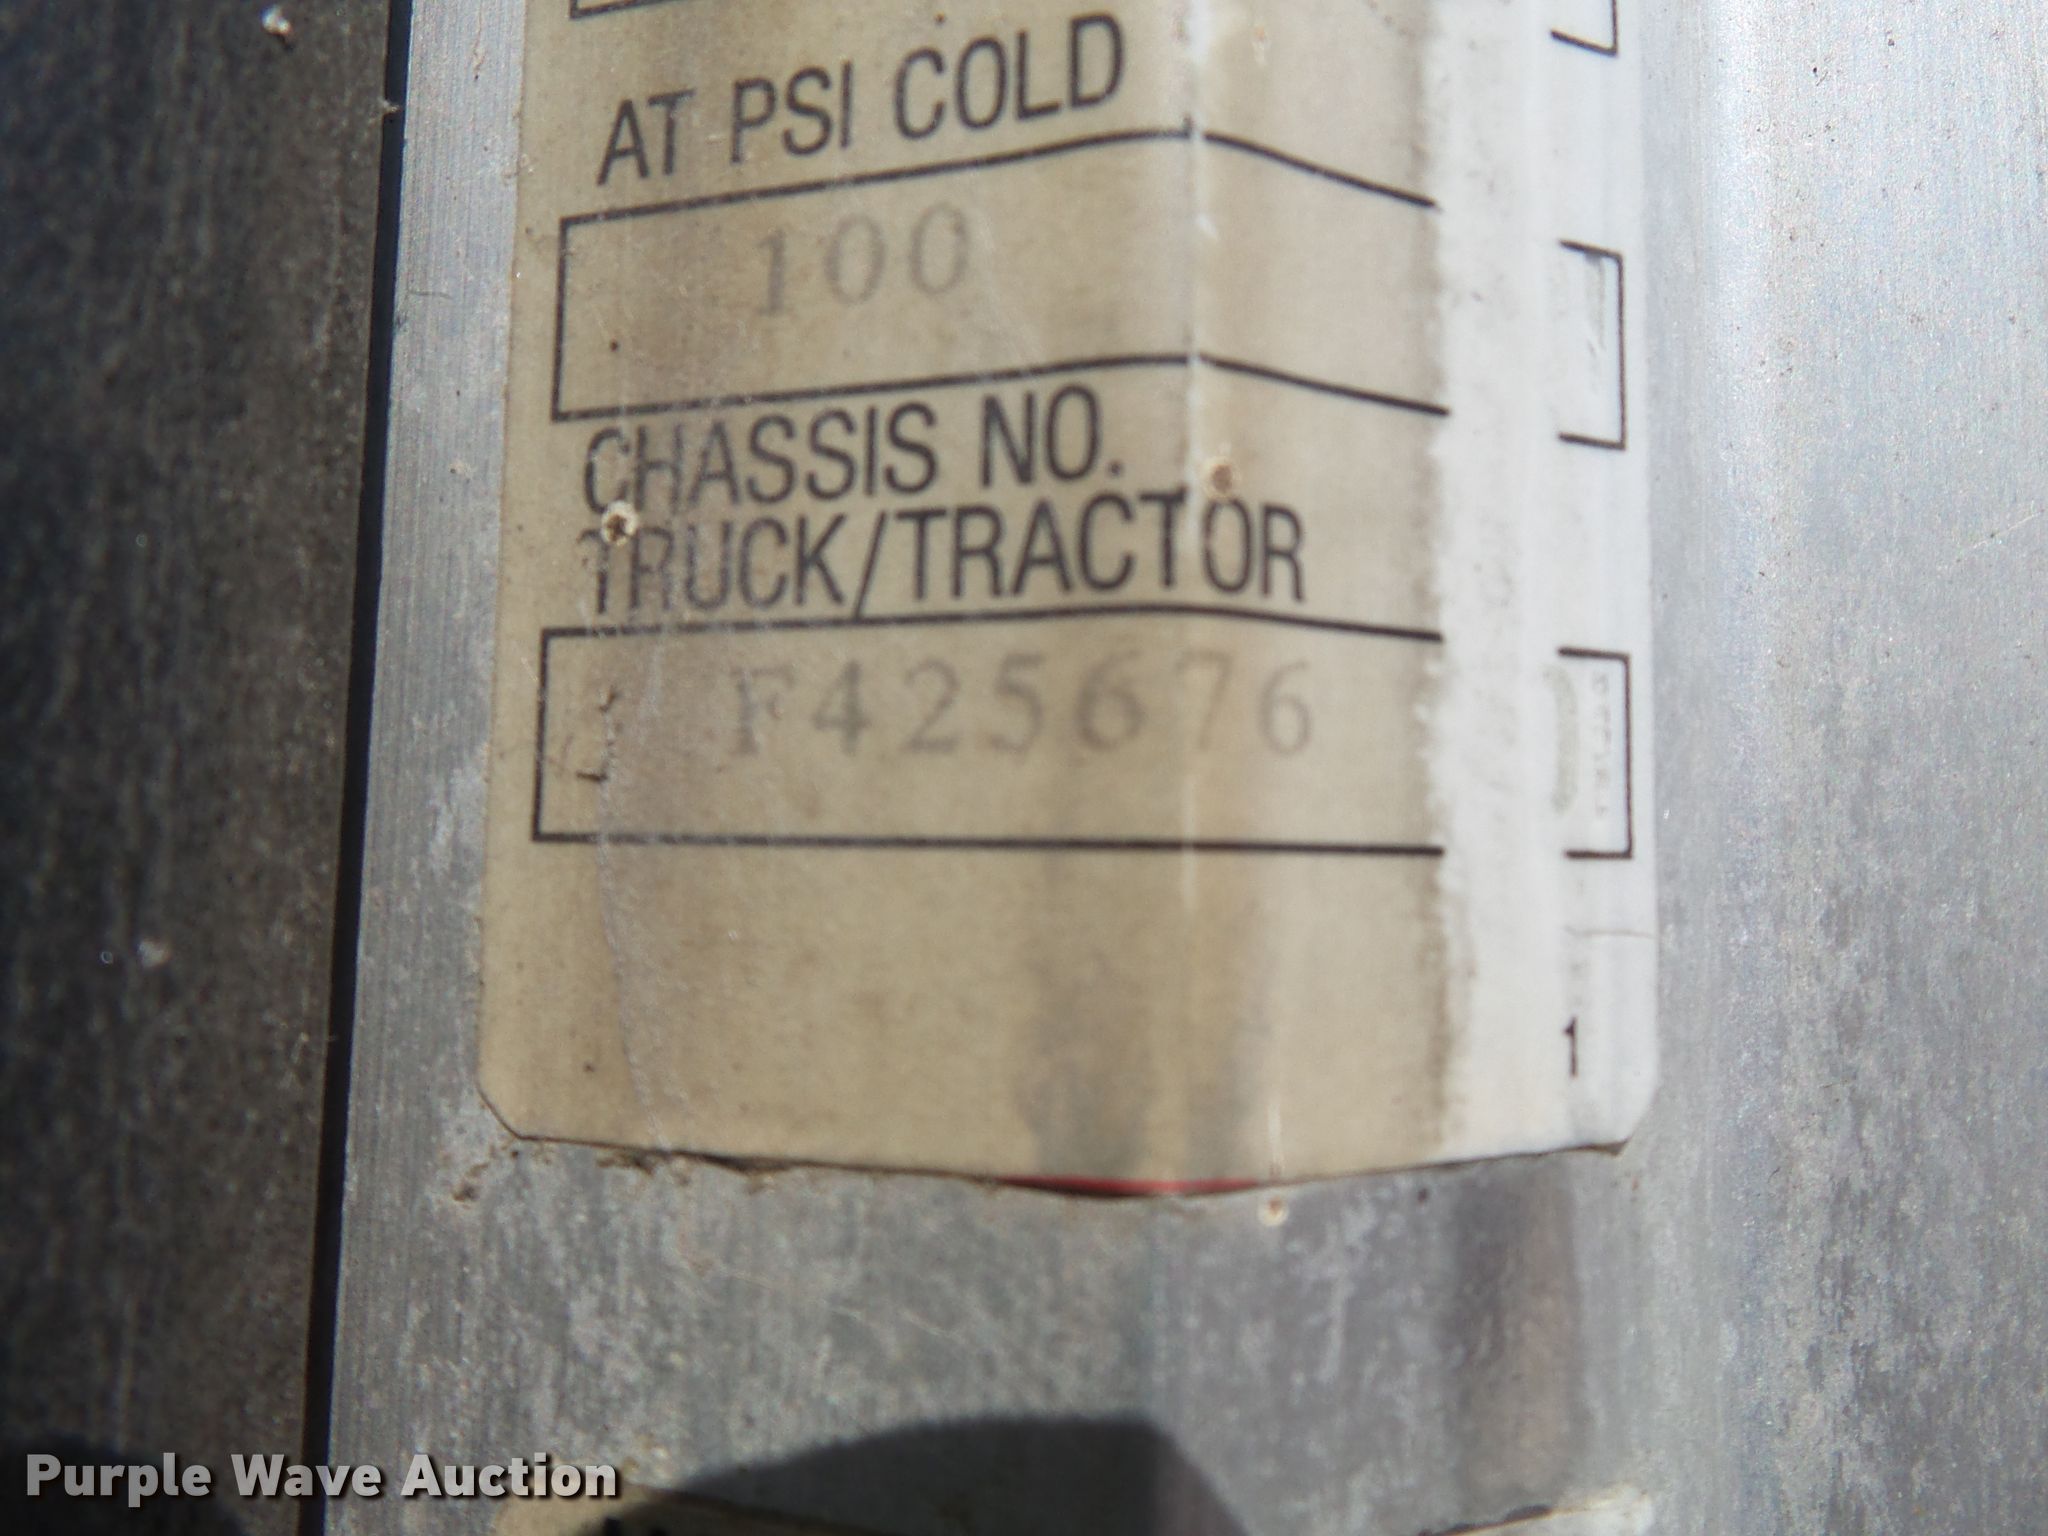 AT PSI COLD
100
CHASSIS NO.
TRUCK/TRACTOR
F425676
1
Purple Wave Auction